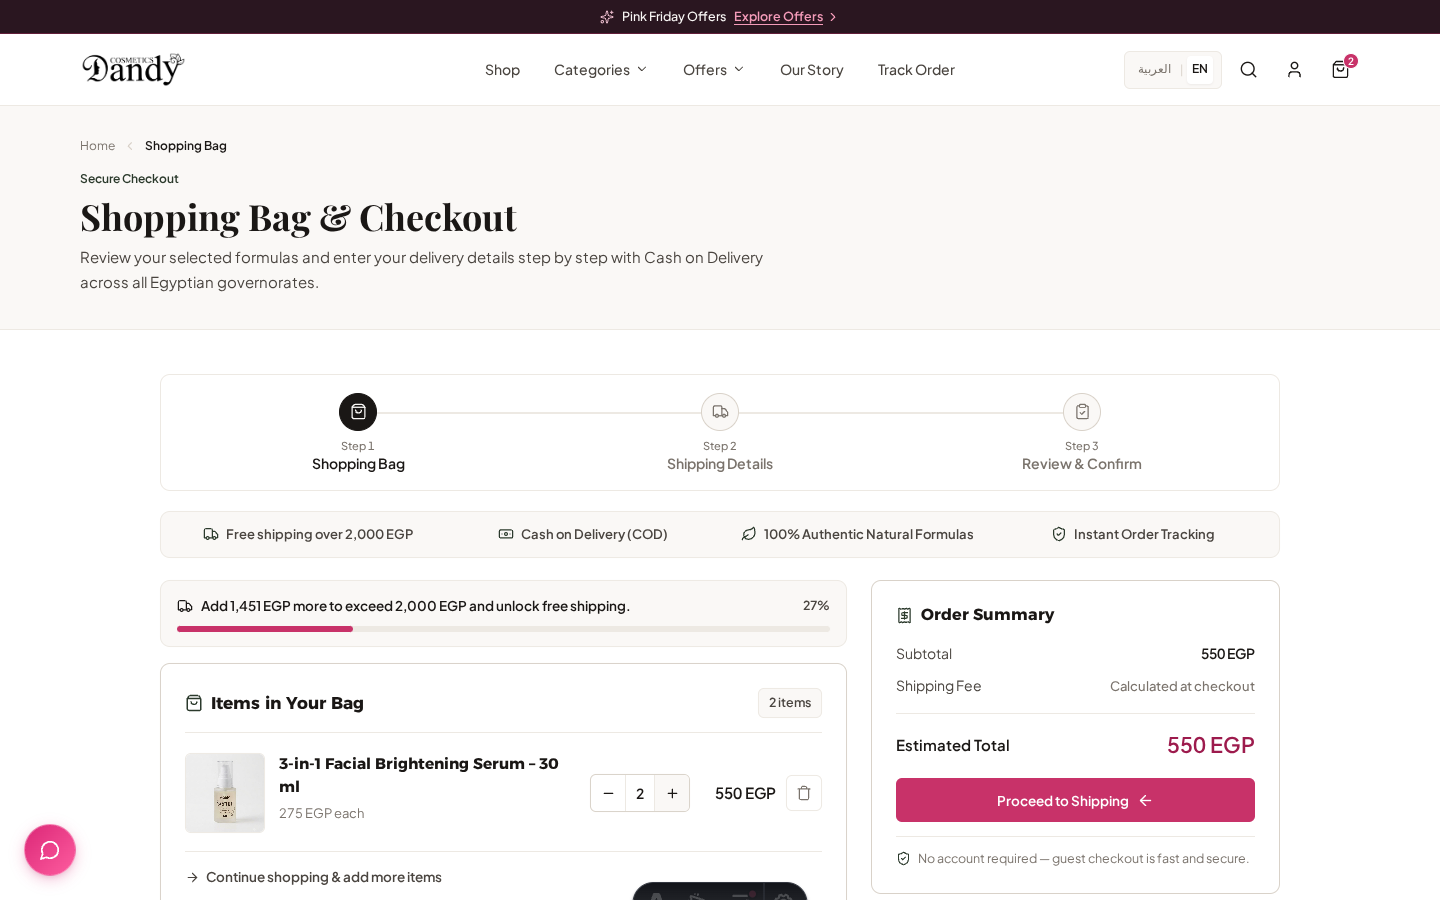 Pink Friday Offers Explore Offers
COSMETICS
Dandy
Shop Categories Offers Our Story Track Order
العربية | EN
2
Home Shopping Bag
Secure Checkout
Shopping Bag & Checkout
Review your selected formulas and enter your delivery details step by step with Cash on Delivery
across all Egyptian governorates.
Step 1
Shopping Bag
Step 2
Shipping Details
Step 3
Review & Confirm
Free shipping over 2,000 EGP
Cash on Delivery (COD)
100% Authentic Natural Formulas
Instant Order Tracking
Add 1,451 EGP more to exceed 2,000 EGP and unlock free shipping. 27%
Items in Your Bag 2 items
3-in-1 Facial Brightening Serum – 30
ml
275 EGP each
2
550 EGP
Continue shopping & add more items
Order Summary
Subtotal 550 EGP
Shipping Fee Calculated at checkout
Estimated Total 550 EGP
Proceed to Shipping
No account required — guest checkout is fast and secure.